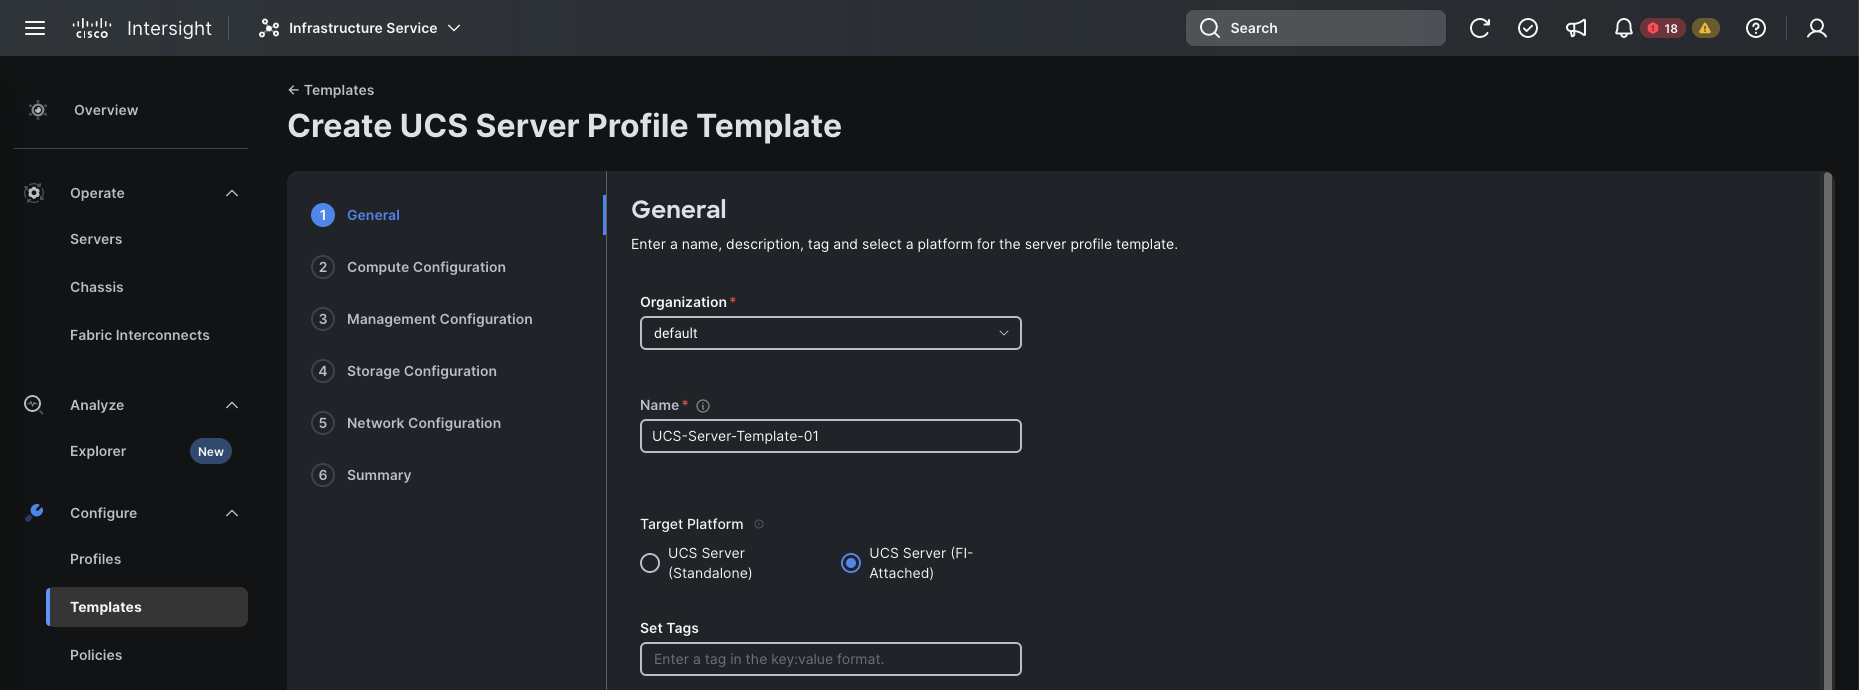 CISCO Intersight Infrastructure Service Search 18
Overview
Operate
Servers
Chassis
Fabric Interconnects
Analyze
Explorer New
Configure
Profiles
Templates
Policies
← Templates
Create UCS Server Profile Template
1 General
2 Compute Configuration
3 Management Configuration
4 Storage Configuration
5 Network Configuration
6 Summary
General
Enter a name, description, tag and select a platform for the server profile template.
Organization *
default
Name *
UCS-Server-Template-01
Target Platform
UCS Server
(Standalone)
UCS Server (FI-
Attached)
Set Tags
Enter a tag in the key:value format.